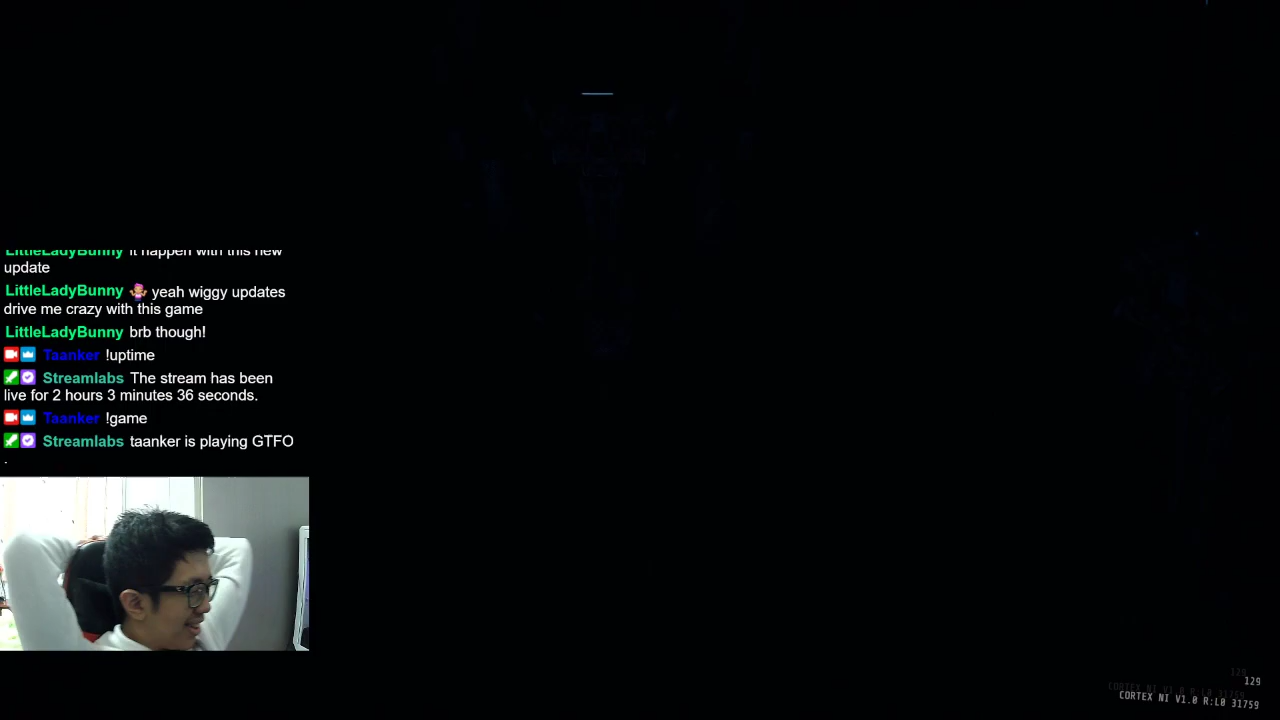 LittleLadyBunny it happen with this new
update
LittleLadyBunny yeah wiggy updates
drive me crazy with this game
LittleLadyBunny brb though!
Taanker !uptime
Streamlabs The stream has been
live for 2 hours 3 minutes 36 seconds.
Taanker !game
Streamlabs taanker is playing GTFO
.
129
CORTEX NI V1.0 R:L0 31759